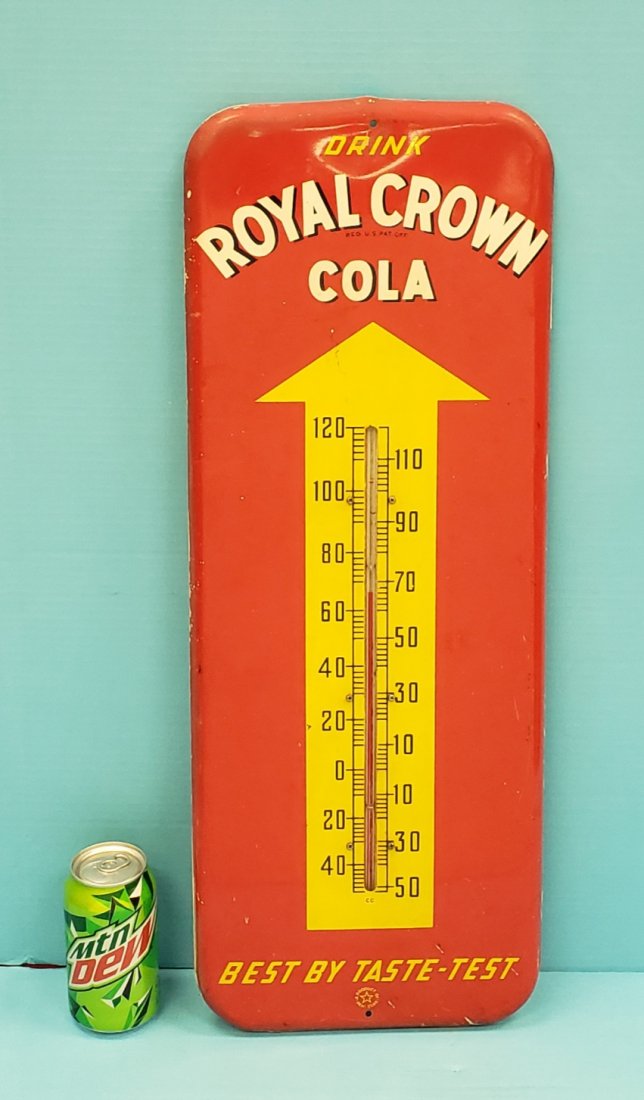 DRINK
ROYAL CROWN
REG. U.S. PAT. OFF.
COLA
120
110
100
90
80
70
60
50
40
30
20
10
0
10
20
30
40
50
CC
BEST BY TASTE-TEST
mtn
DEW